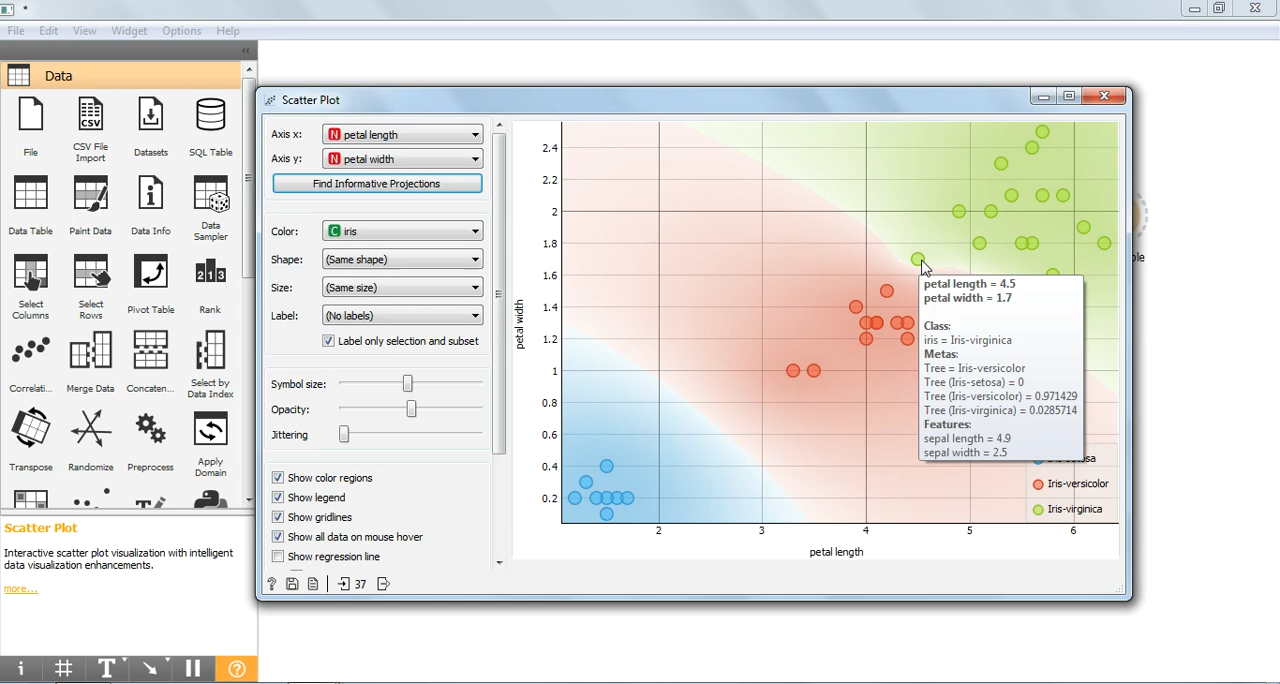 *
File Edit View Widget Options Help
Data
File
CSV File Import
Datasets
SQL Table
Data Table
Paint Data
Data Info
Data Sampler
Select Columns
Select Rows
Pivot Table
Rank
Correlati...
Merge Data
Concaten...
Select by Data Index
Transpose
Randomize
Preprocess
Apply Domain
Scatter Plot
Interactive scatter plot visualization with intelligent
data visualization enhancements.
more...
Scatter Plot
Axis x: N petal length
Axis y: N petal width
Find Informative Projections
Color: C iris
Shape: (Same shape)
Size: (Same size)
Label: (No labels)
Label only selection and subset
Symbol size:
Opacity:
Jittering
Show color regions
Show legend
Show gridlines
Show all data on mouse hover
Show regression line
? 37
petal width
2.4
2.2
2
1.8
1.6
1.4
1.2
1
0.8
0.6
0.4
0.2
2 3 4 5 6
petal length
petal length = 4.5
petal width = 1.7
Class:
iris = Iris-virginica
Metas:
Tree = Iris-versicolor
Tree (Iris-setosa) = 0
Tree (Iris-versicolor) = 0.971429
Tree (Iris-virginica) = 0.0285714
Features:
sepal length = 4.9
sepal width = 2.5
Iris-versicolor
Iris-virginica